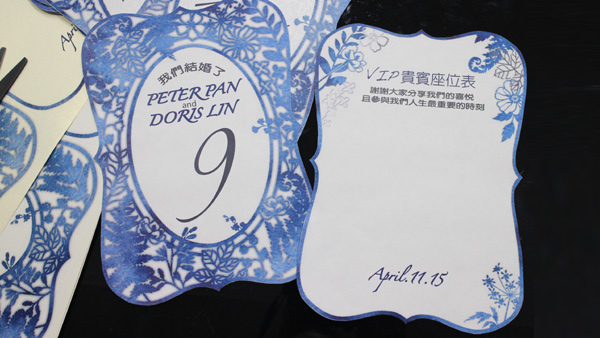 April
我們結婚了
PETER PAN
and
DORIS LIN
9
VIP貴賓座位表
謝謝大家分享我們的喜悅
且參與我們人生最重要的時刻
April.11.15